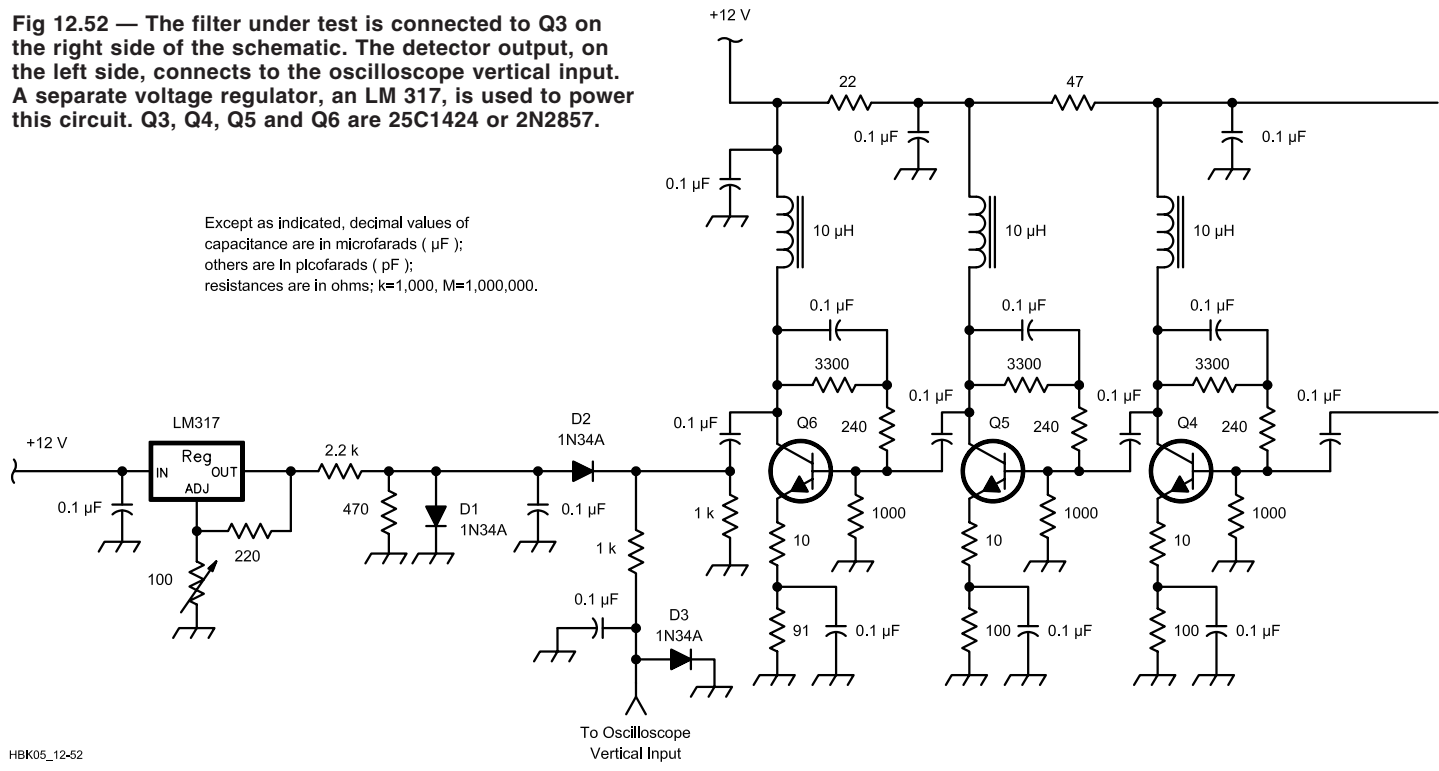 Fig 12.52 — The filter under test is connected to Q3 on
the right side of the schematic. The detector output, on
the left side, connects to the oscilloscope vertical input.
A separate voltage regulator, an LM 317, is used to power
this circuit. Q3, Q4, Q5 and Q6 are 25C1424 or 2N2857.
Except as indicated, decimal values of
capacitance are in microfarads ( µF );
others are in picofarads ( pF );
resistances are in ohms; k=1,000, M=1,000,000.
+12 V
22
47
0.1 µF
0.1 µF
0.1 µF
10 µH
10 µH
10 µH
0.1 µF
0.1 µF
0.1 µF
3300
3300
3300
0.1 µF
0.1 µF
0.1 µF
0.1 µF
Q6
240
Q5
240
Q4
240
+12 V
LM317
Reg
IN
OUT
ADJ
2.2 k
D2
1N34A
0.1 µF
470
D1
1N34A
0.1 µF
1 k
1000
1000
1000
220
100
1 k
10
10
10
0.1 µF
D3
1N34A
91
0.1 µF
100
0.1 µF
100
0.1 µF
To Oscilloscope
Vertical Input
HBK05_12-52